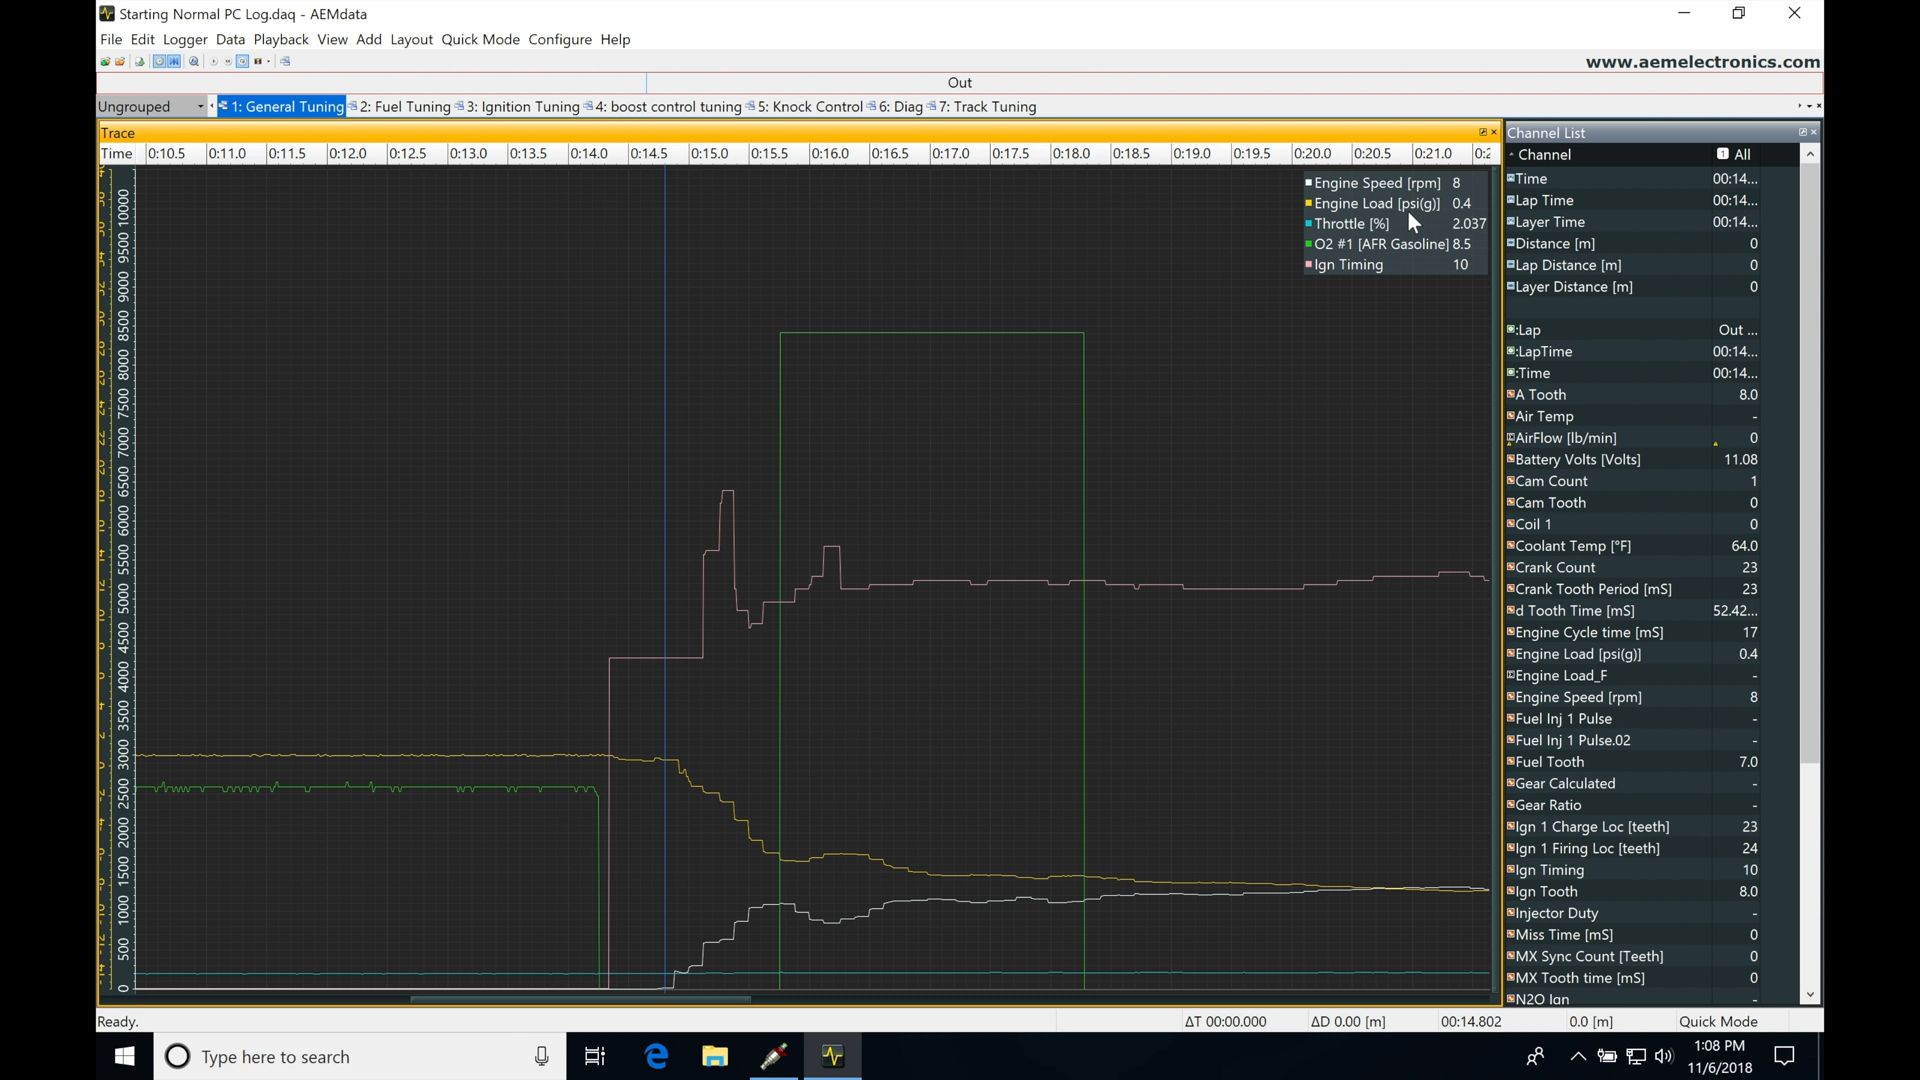 Starting Normal PC Log.daq - AEMdata
File Edit Logger Data Playback View Add Layout Quick Mode Configure Help
www.aemelectronics.com
Out
Ungrouped 1: General Tuning 2: Fuel Tuning 3: Ignition Tuning 4: boost control tuning 5: Knock Control 6: Diag 7: Track Tuning
Trace
Time 0:10.5 0:11.0 0:11.5 0:12.0 0:12.5 0:13.0 0:13.5 0:14.0 0:14.5 0:15.0 0:15.5 0:16.0 0:16.5 0:17.0 0:17.5 0:18.0 0:18.5 0:19.0 0:19.5 0:20.0 0:20.5 0:21.0
Engine Speed [rpm] 8
Engine Load [psi(g)] 0.4
Throttle [%] 2.037
O2 #1 [AFR Gasoline] 8.5
Ign Timing 10
10000
9500
9000
8500
8000
7500
7000
6500
6000
5500
5000
4500
4000
3500
3000
2500
2000
1500
1000
500
0
Channel List
Channel 1 All
Time 00:14...
Lap Time 00:14...
Layer Time 00:14...
Distance [m] 0
Lap Distance [m] 0
Layer Distance [m] 0
:Lap Out ...
:LapTime 00:14...
:Time 00:14...
A Tooth 8.0
Air Temp -
AirFlow [lb/min] 0
Battery Volts [Volts] 11.08
Cam Count 1
Cam Tooth 0
Coil 1 0
Coolant Temp [°F] 64.0
Crank Count 23
Crank Tooth Period [mS] 23
d Tooth Time [mS] 52.42...
Engine Cycle time [mS] 17
Engine Load [psi(g)] 0.4
Engine Load_F -
Engine Speed [rpm] 8
Fuel Inj 1 Pulse -
Fuel Inj 1 Pulse.02 -
Fuel Tooth 7.0
Gear Calculated -
Gear Ratio -
Ign 1 Charge Loc [teeth] 23
Ign 1 Firing Loc [teeth] 24
Ign Timing 10
Ign Tooth 8.0
Injector Duty -
Miss Time [mS] 0
MX Sync Count [Teeth] 0
MX Tooth time [mS] 0
N2O Ign -
Ready.
ΔT 00:00.000 ΔD 0.00 [m] 00:14.802 0.0 [m] Quick Mode
Type here to search
1:08 PM
11/6/2018